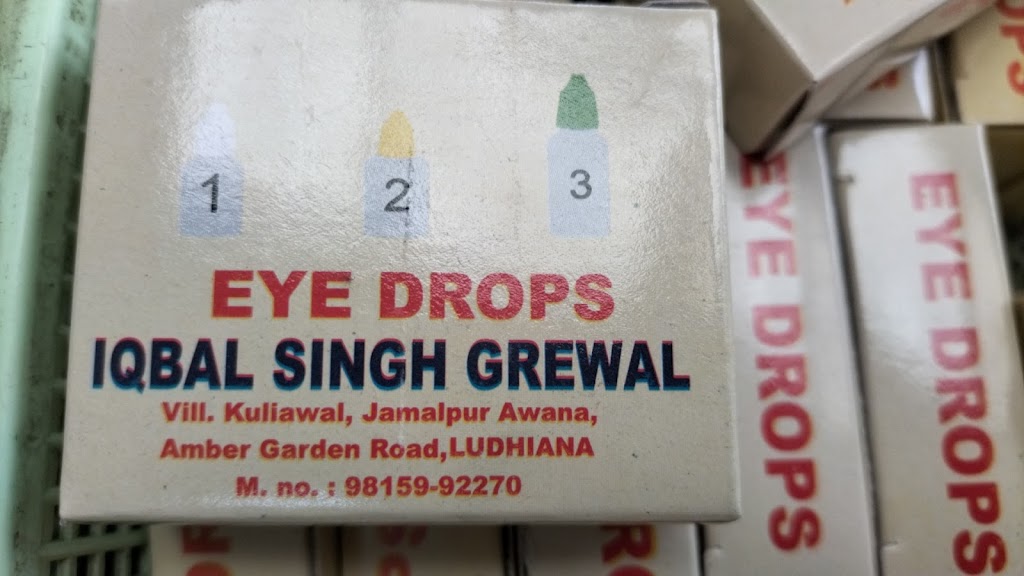 1 2 3
EYE DROPS
IQBAL SINGH GREWAL
Vill. Kuliawal, Jamalpur Awana,
Amber Garden Road,LUDHIANA
M. no. : 98159-92270
EYE DROPS
EYE DROPS